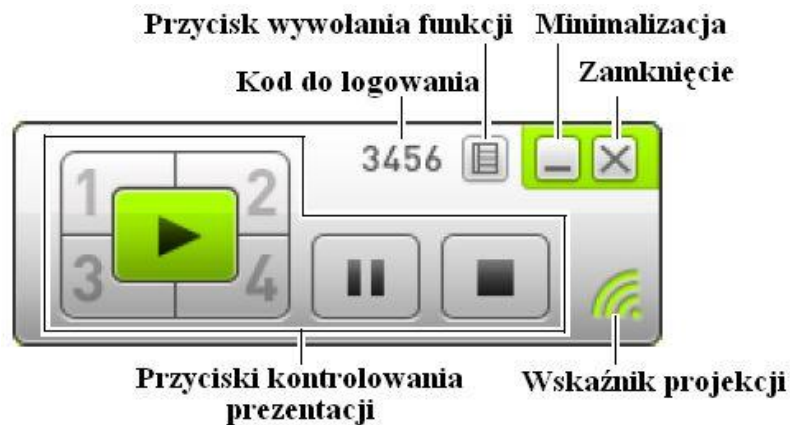 Przycisk wywołania funkcji Minimalizacja
Kod do logowania Zamknięcie
3456
1 2
3 4
Przyciski kontrolowania prezentacji
Wskaźnik projekcji